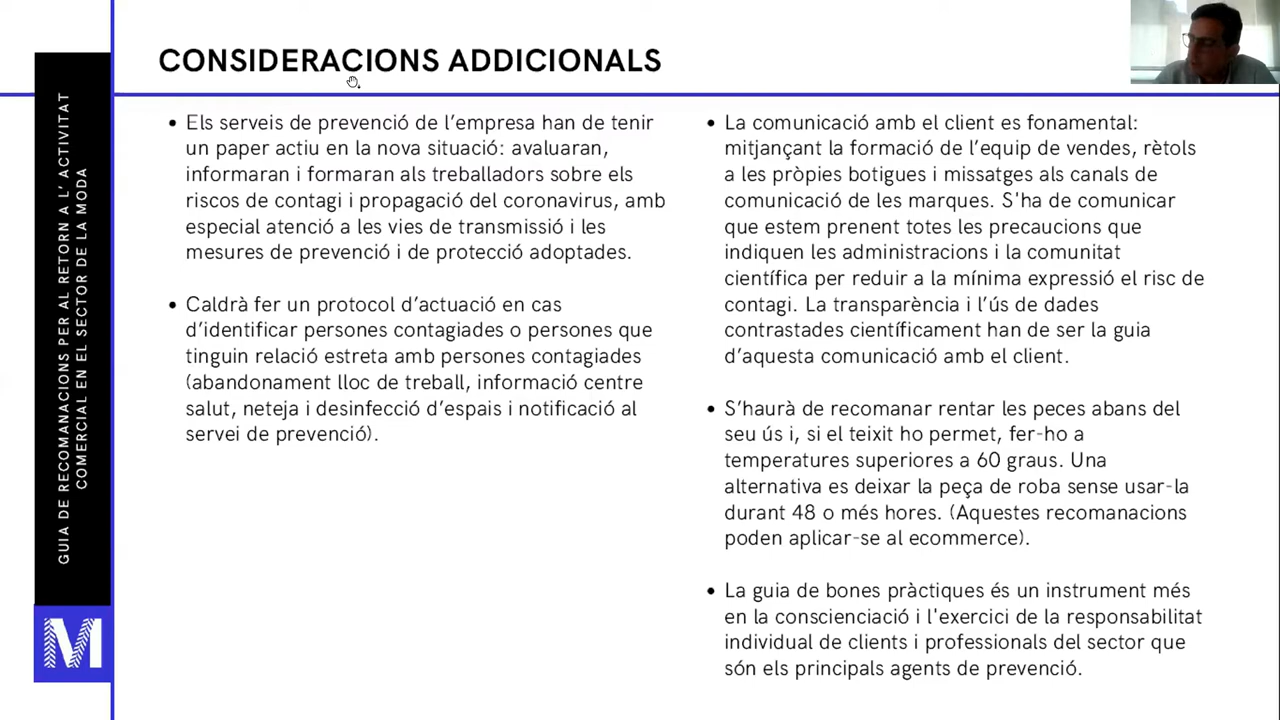 CONSIDERACIONS ADDICIONALS
Els serveis de prevenció de l’empresa han de tenir
un paper actiu en la nova situació: avaluaran,
informaran i formaran als treballadors sobre els
riscos de contagi i propagació del coronavirus, amb
especial atenció a les vies de transmissió i les
mesures de prevenció i de protecció adoptades.
Caldrà fer un protocol d’actuació en cas
d’identificar persones contagiades o persones que
tinguin relació estreta amb persones contagiades
(abandonament lloc de treball, informació centre
salut, neteja i desinfecció d’espais i notificació al
servei de prevenció).
La comunicació amb el client es fonamental:
mitjançant la formació de l’equip de vendes, rètols
a les pròpies botigues i missatges als canals de
comunicació de les marques. S'ha de comunicar
que estem prenent totes les precaucions que
indiquen les administracions i la comunitat
científica per reduir a la mínima expressió el risc de
contagi. La transparència i l’ús de dades
contrastades científicament han de ser la guia
d’aquesta comunicació amb el client.
S’haurà de recomanar rentar les peces abans del
seu ús i, si el teixit ho permet, fer-ho a
temperatures superiores a 60 graus. Una
alternativa es deixar la peça de roba sense usar-la
durant 48 o més hores. (Aquestes recomanacions
poden aplicar-se al ecommerce).
La guia de bones pràctiques és un instrument més
en la conscienciació i l'exercici de la responsabilitat
individual de clients i professionals del sector que
són els principals agents de prevenció.
GUIA DE RECOMANACIONS PER AL RETORN A L’ ACTIVITAT
COMERCIAL EN EL SECTOR DE LA MODA
M